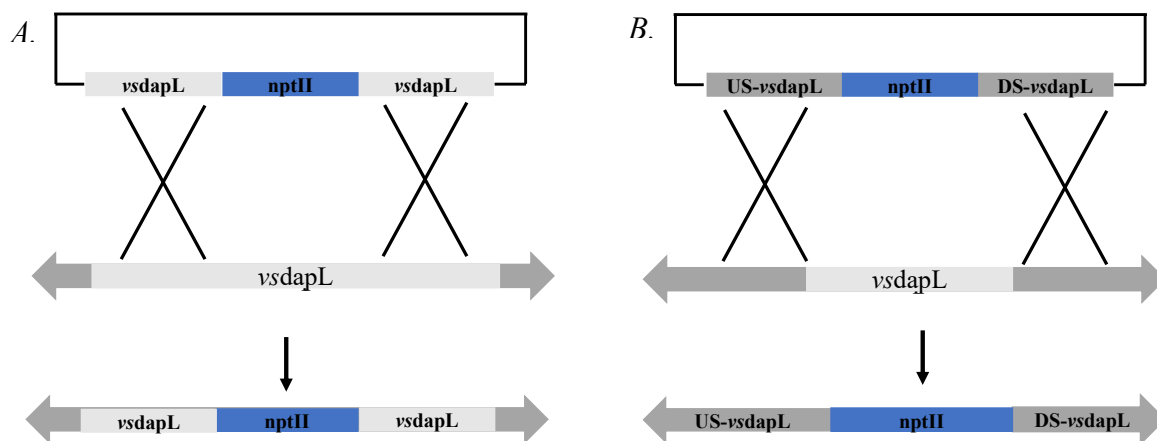 A.
vsdapL nptII vsdapL
vsdapL
vsdapL nptII vsdapL
B.
US-vsdapL nptII DS-vsdapL
vsdapL
US-vsdapL nptII DS-vsdapL